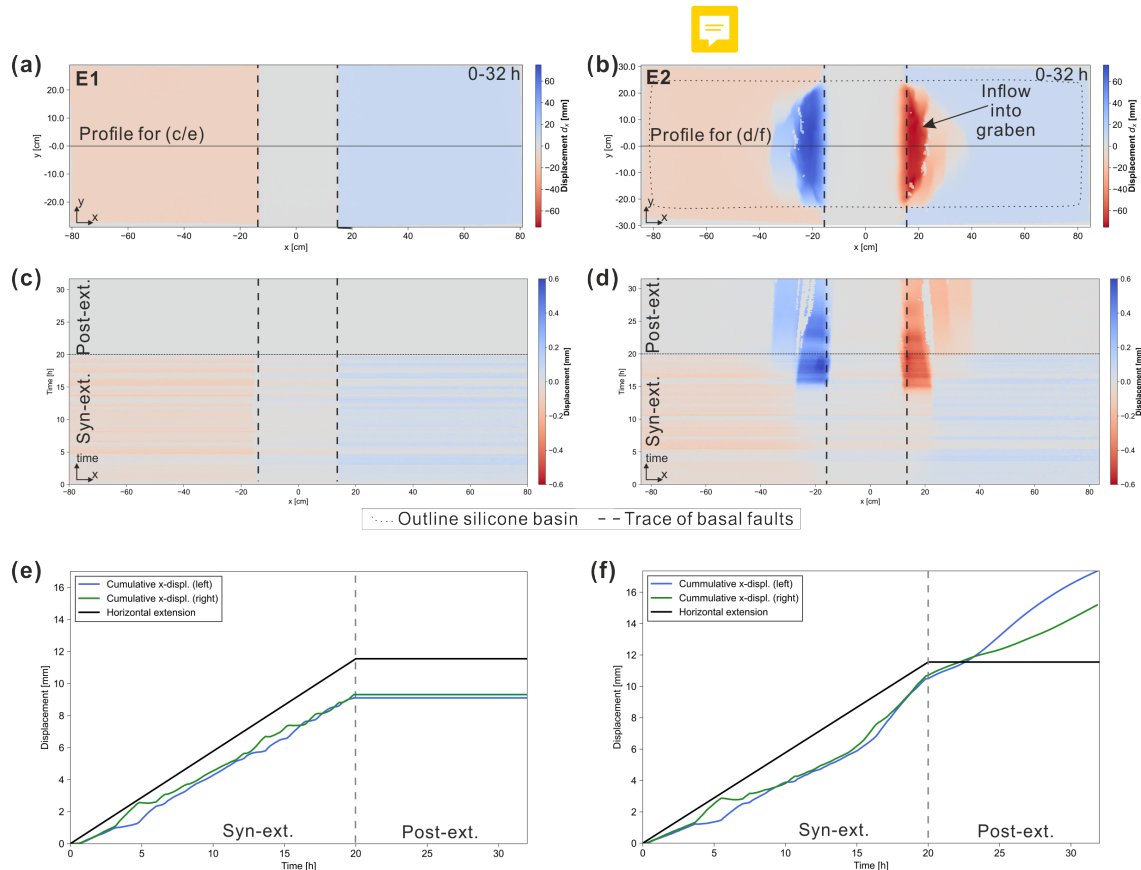 (a)
E1
0-32 h
Profile for (c/e)
y
x
20.0
10.0
-0.0
−10.0
−20.0
y [cm]
−80
−60
−40
−20
0
20
40
60
80
x [cm]
60
40
20
0
−20
−40
−60
Displacement dx [mm]
(b)
E2
0-32 h
Inflow
into
graben
Profile for (d/f)
y
x
30.0
20.0
10.0
-0.0
−10.0
−20.0
-30.0
y [cm]
−80
−60
−40
−20
0
20
40
60
80
x [cm]
60
40
20
0
−20
−40
−60
Displacement dx [mm]
(c)
Post-ext.
Syn-ext.
time
x
30
25
20
15
10
5
0
Time [h]
−80
−60
−40
−20
0
20
40
60
80
x [cm]
0.6
0.4
0.2
0.0
−0.2
−0.4
−0.6
Displacement [mm]
(d)
Post-ext.
Syn-ext.
time
x
30
25
20
15
10
5
0
Time [h]
−80
−60
−40
−20
0
20
40
60
80
x [cm]
0.6
0.4
0.2
0.0
−0.2
−0.4
−0.6
Displacement [mm]
Outline silicone basin
Trace of basal faults
(e)
Cumulative x-displ. (left)
Cumulative x-displ. (right)
Horizontal extension
16
14
12
10
8
6
4
2
0
Displacement [mm]
Syn-ext.
Post-ext.
0
5
10
15
20
25
30
Time [h]
(f)
Cummulative x-displ. (left)
Cummulative x-displ. (right)
Horizontal extension
16
14
12
10
8
6
4
2
0
Displacement [mm]
Syn-ext.
Post-ext.
0
5
10
15
20
25
30
Time [h]